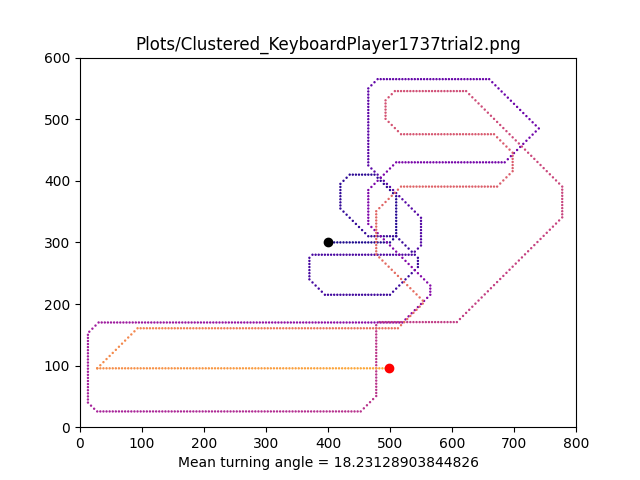 Plots/Clustered_KeyboardPlayer1737trial2.png
600
500
400
300
200
100
0
0 100 200 300 400 500 600 700 800
Mean turning angle = 18.23128903844826